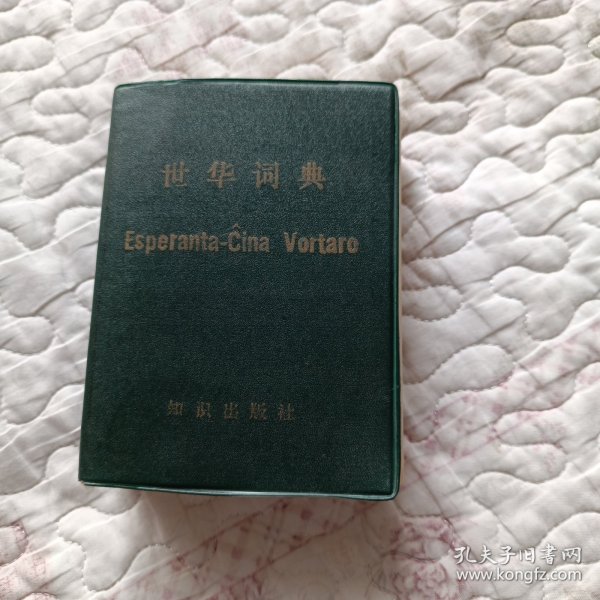 世华词典
Esperanta-Ĉina Vortaro
知识出版社
孔夫子旧書网
www.kongfz.com